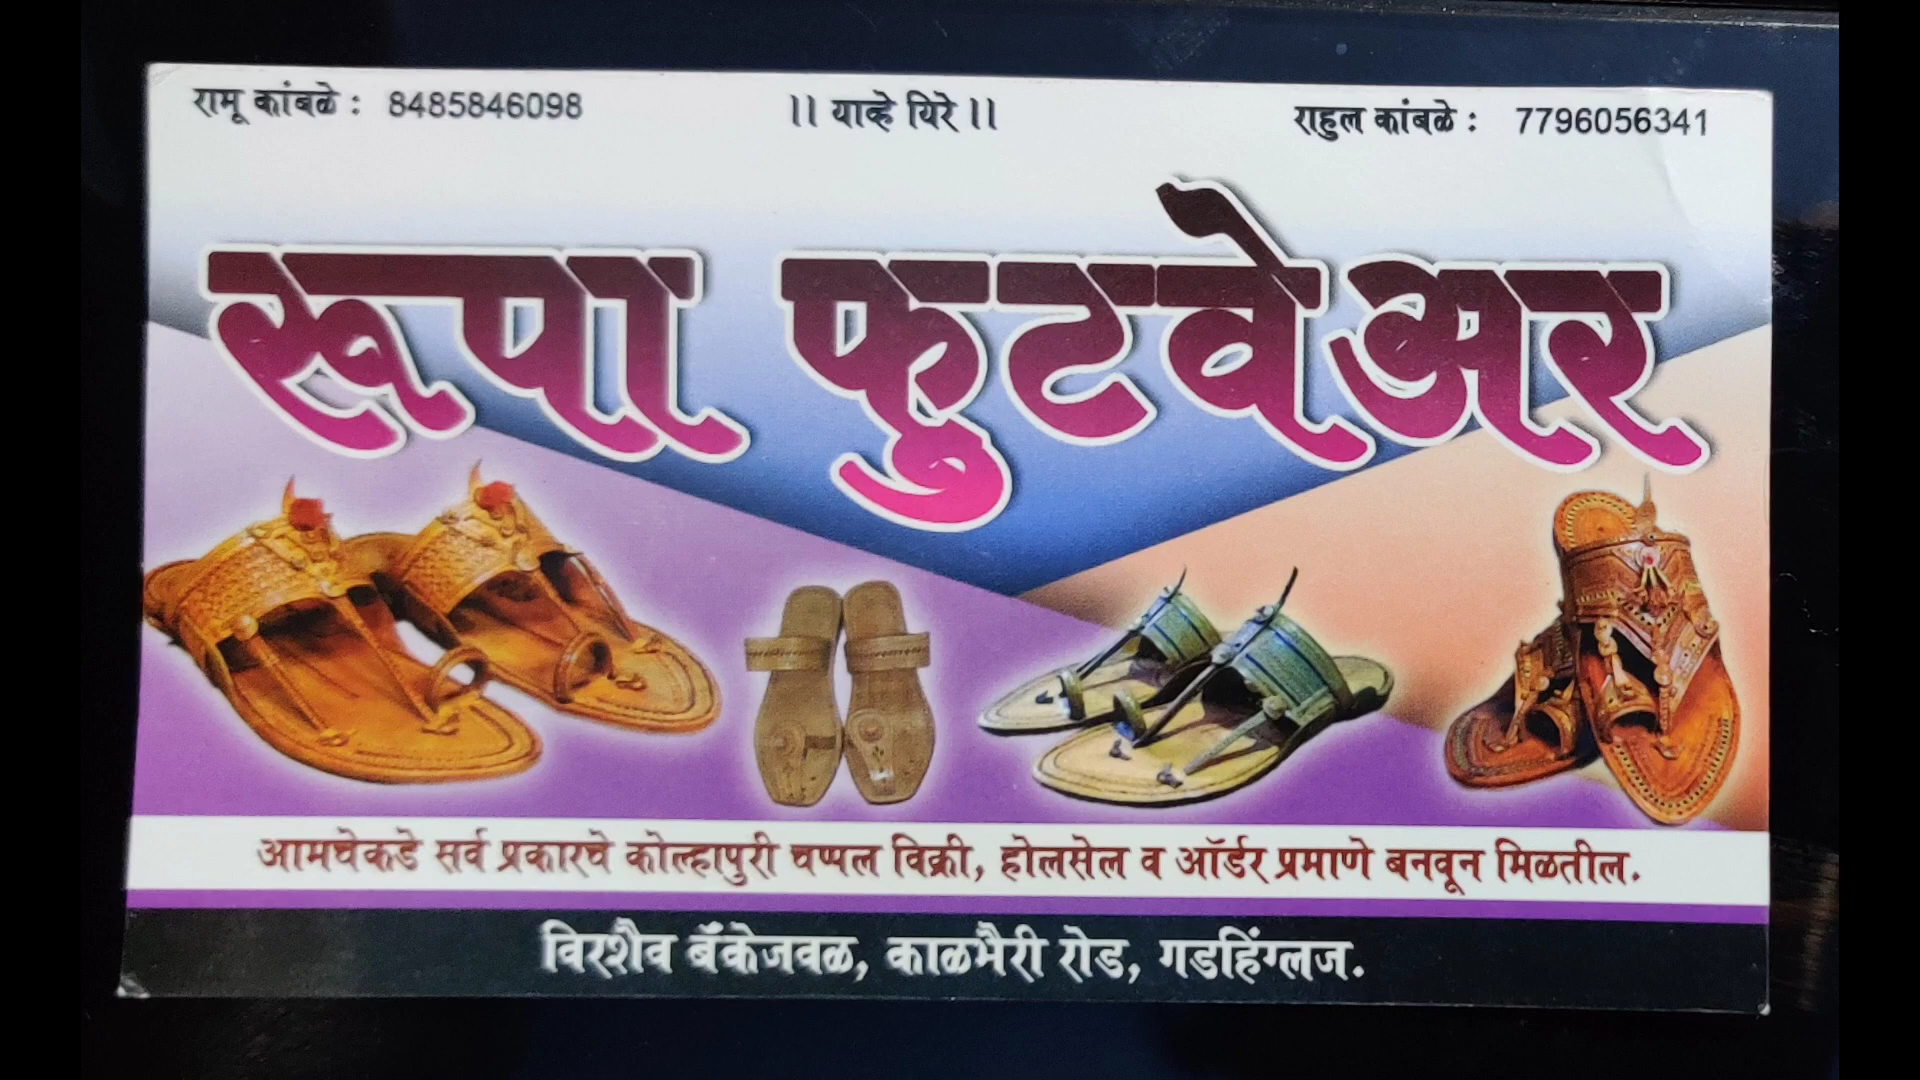 रामू कांबळे : 8485846098
|| याव्हे यिरे ||
राहुल कांबळे : 7796056341
रूपा फुटवेअर
आमचेकडे सर्व प्रकारचे कोल्हापुरी चप्पल विक्री, होलसेल व ऑर्डर प्रमाणे बनवून मिळतील.
विरशैव बँकेजवळ, काळभैरी रोड, गडहिंग्लज.